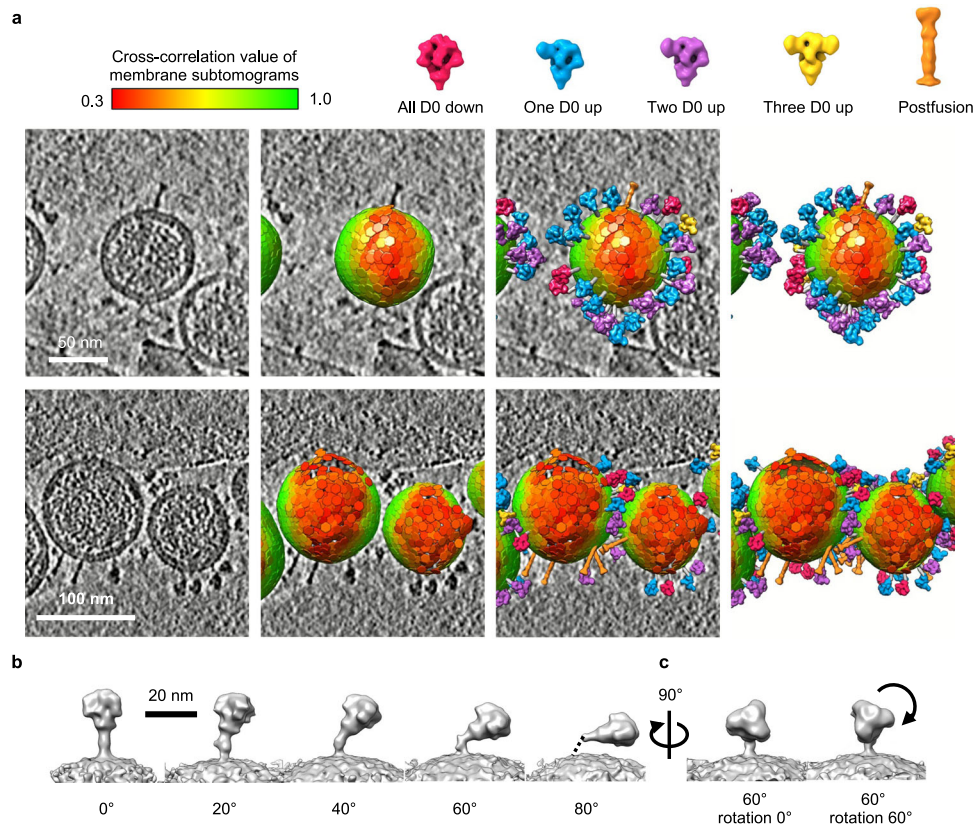 a
Cross-correlation value of
membrane subtomograms
0.3
1.0
All D0 down
One D0 up
Two D0 up
Three D0 up
Postfusion
50 nm
100 nm
b
20 nm
0°
20°
40°
60°
80°
90°
c
60°
rotation 0°
60°
rotation 60°